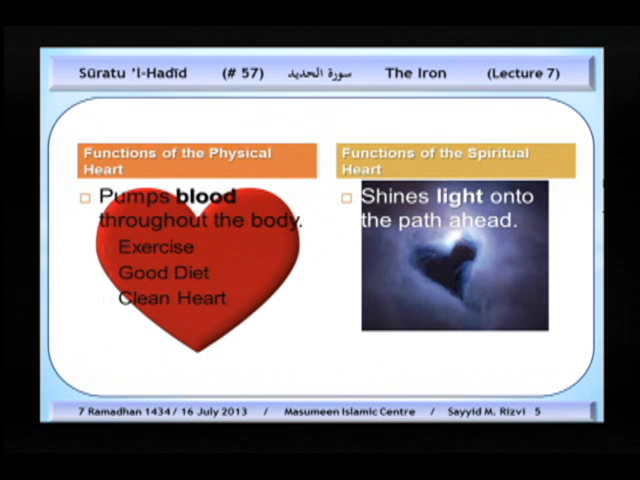 Sūratu 'l-Hadīd (# 57) سورة الحديد The Iron (Lecture 7)
Functions of the Physical
Heart
Pumps blood
throughout the body.
Exercise
Good Diet
Clean Heart
Functions of the Spiritual
Heart
Shines light onto
the path ahead.
7 Ramadhan 1434 / 16 July 2013 / Masumeen Islamic Centre / Sayyid M. Rizvi 5